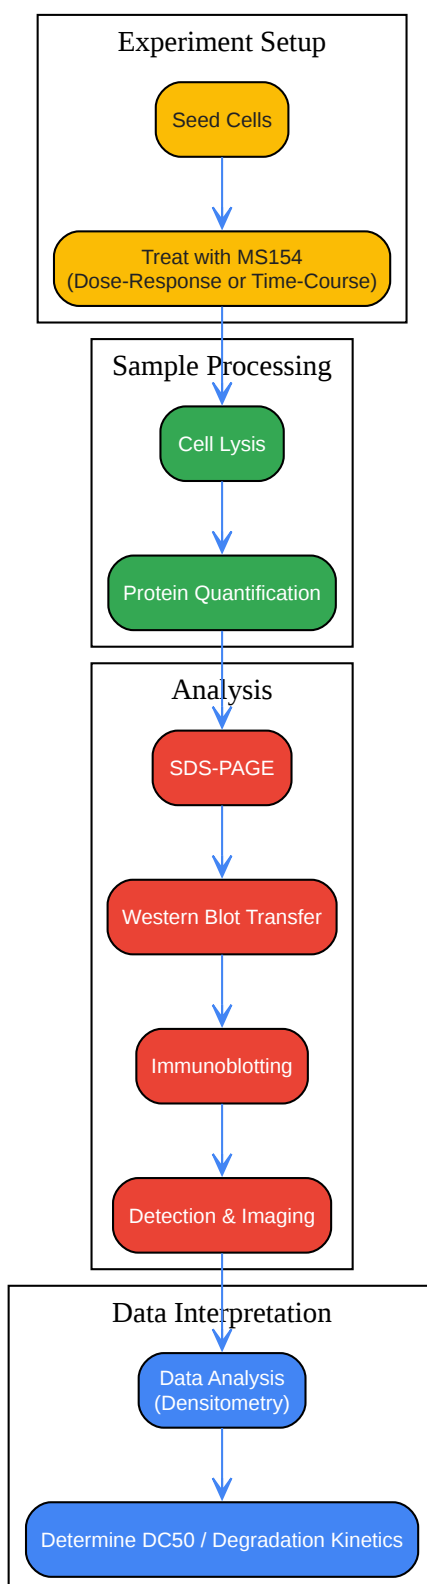 Experiment Setup
Seed Cells
Treat with MS154
(Dose-Response or Time-Course)
Sample Processing
Cell Lysis
Protein Quantification
Analysis
SDS-PAGE
Western Blot Transfer
Immunoblotting
Detection & Imaging
Data Interpretation
Data Analysis
(Densitometry)
Determine DC50 / Degradation Kinetics